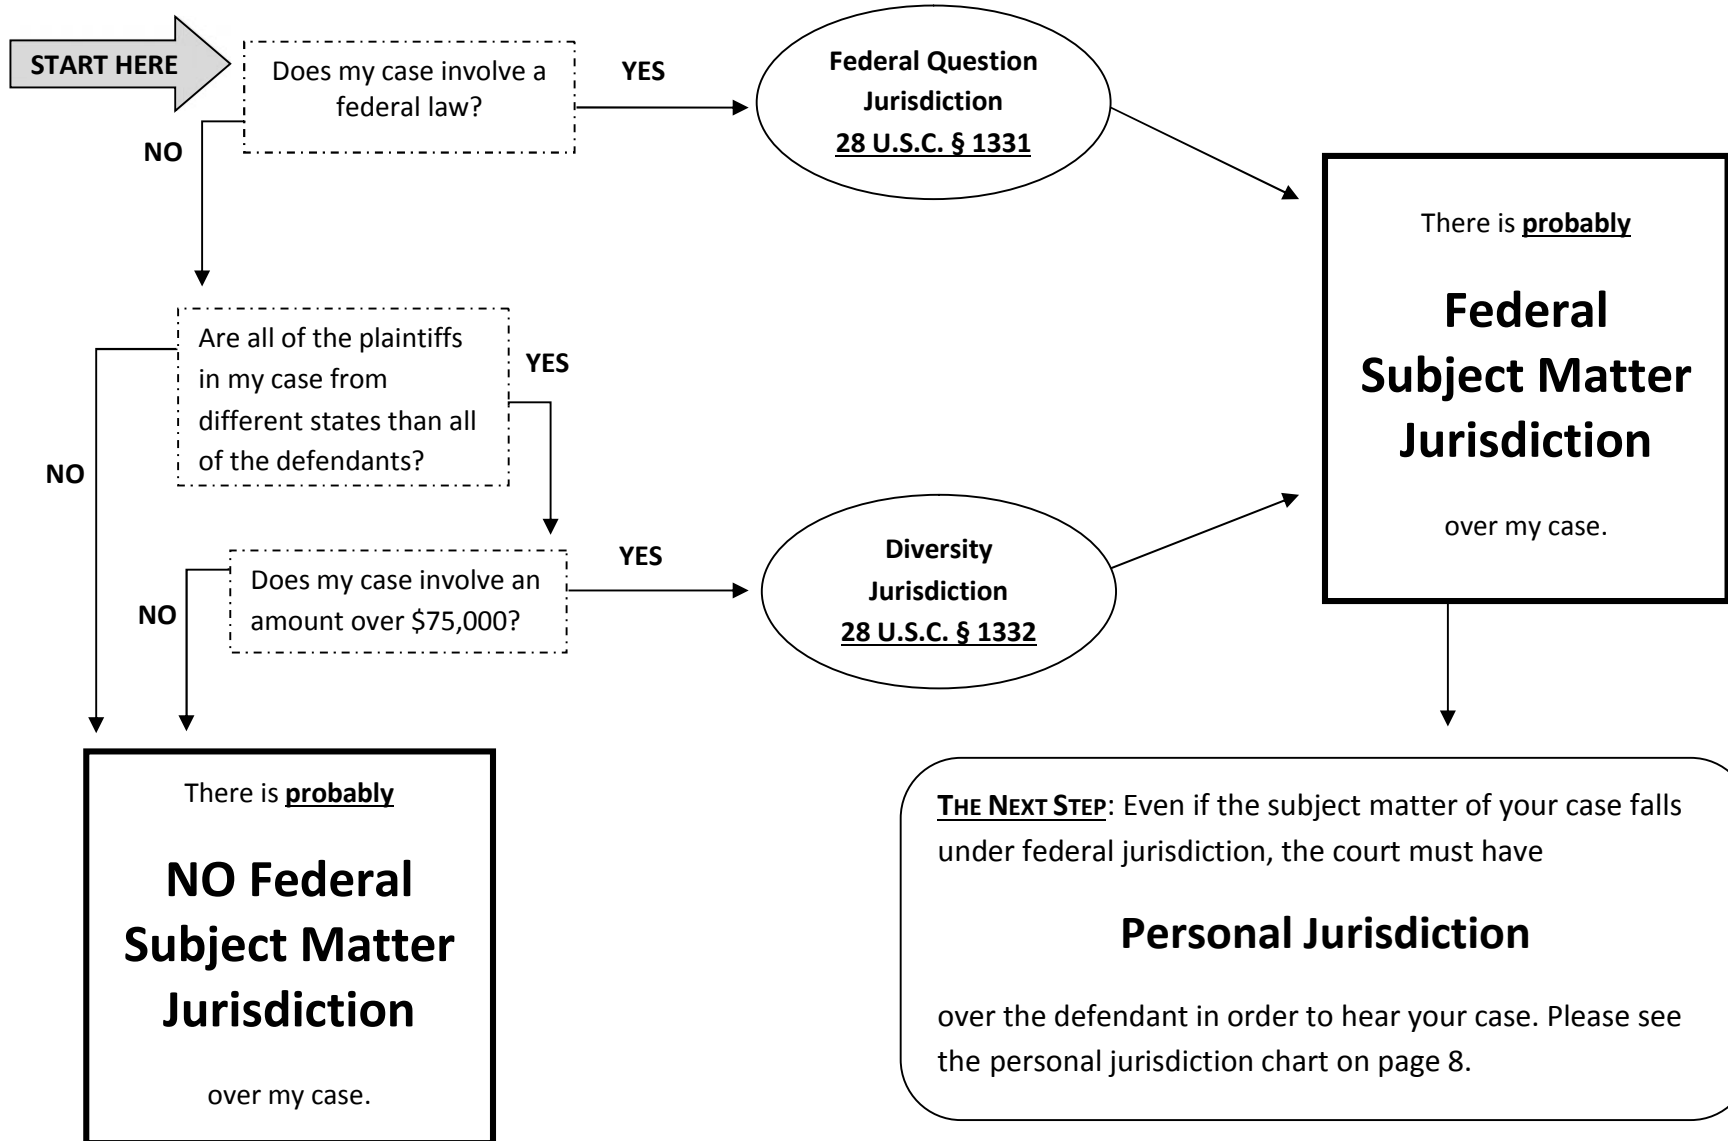 START HERE
Does my case involve a
federal law?
YES
NO
Federal Question
Jurisdiction
28 U.S.C. § 1331
There is probably
Federal
Subject Matter
Jurisdiction
over my case.
Are all of the plaintiffs
in my case from
different states than all
of the defendants?
YES
NO
Does my case involve an
amount over $75,000?
YES
NO
Diversity
Jurisdiction
28 U.S.C. § 1332
There is probably
NO Federal
Subject Matter
Jurisdiction
over my case.
THE NEXT STEP: Even if the subject matter of your case falls
under federal jurisdiction, the court must have
Personal Jurisdiction
over the defendant in order to hear your case. Please see
the personal jurisdiction chart on page 8.